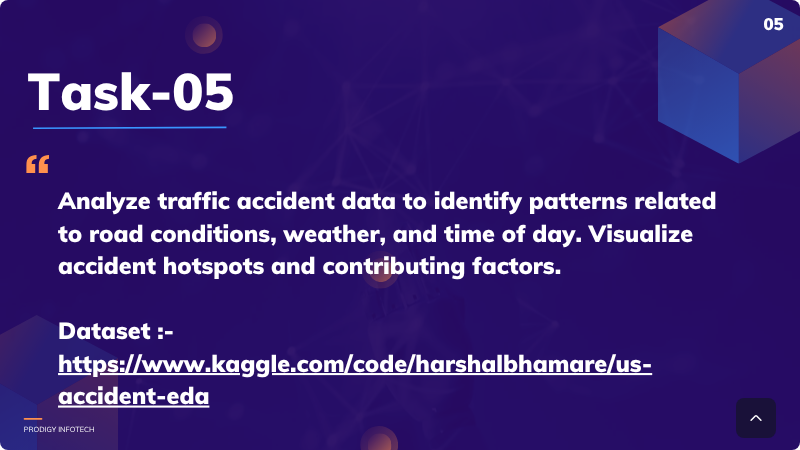 05
Task-05
“
Analyze traffic accident data to identify patterns related
to road conditions, weather, and time of day. Visualize
accident hotspots and contributing factors.
Dataset :-
https://www.kaggle.com/code/harshalbhamare/us-
accident-eda
PRODIGY INFOTECH